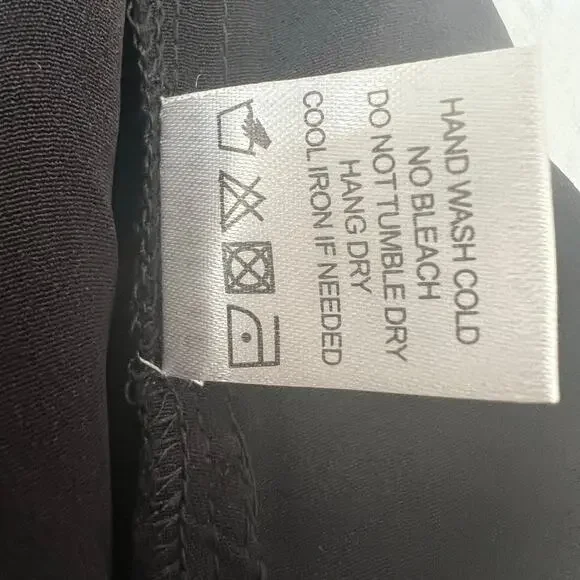 HAND WASH COLD
NO BLEACH
DO NOT TUMBLE DRY
HANG DRY
COOL IRON IF NEEDED